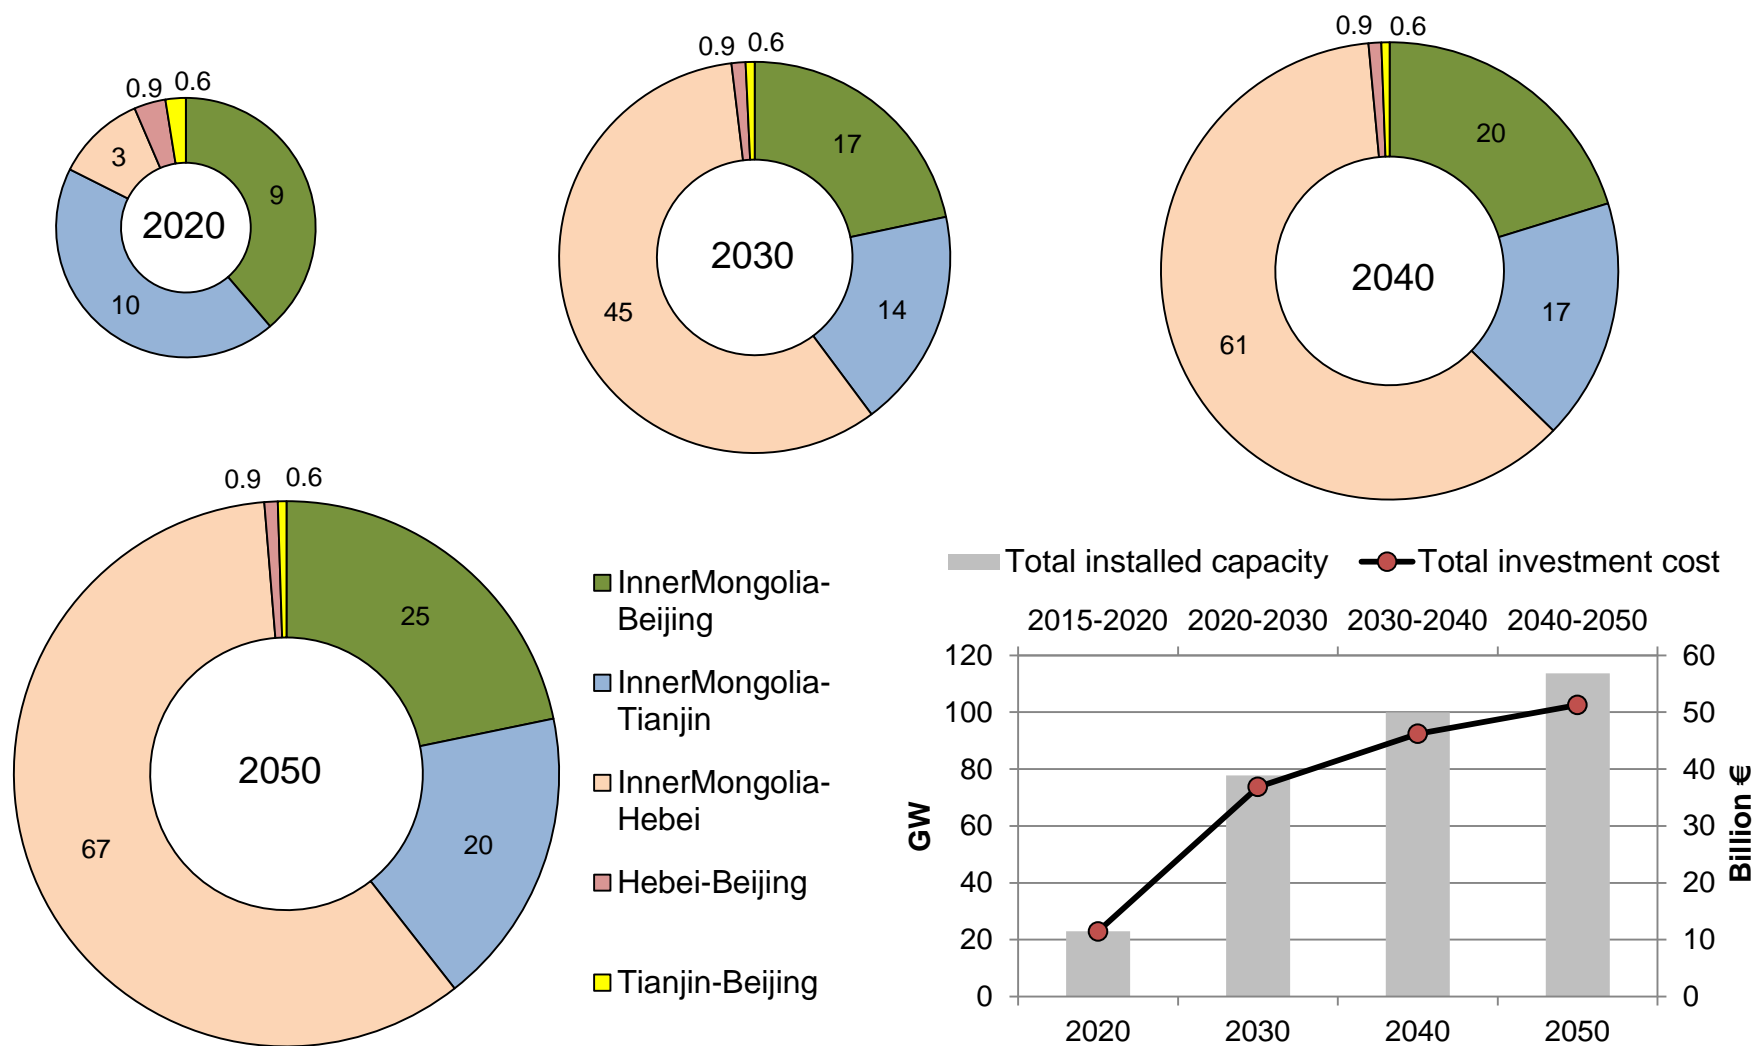 0.9 0.6
3
9
2020
10
0.9 0.6
17
2030
45
14
0.9 0.6
20
2040
17
61
0.9 0.6
25
2050
67
20
InnerMongolia-
Beijing
InnerMongolia-
Tianjin
InnerMongolia-
Hebei
Hebei-Beijing
Tianjin-Beijing
Total installed capacity Total investment cost
2015-2020 2020-2030 2030-2040 2040-2050
120 60
100 50
80 40
60 30
40 20
20 10
0 0
GW
Billion €
2020 2030 2040 2050